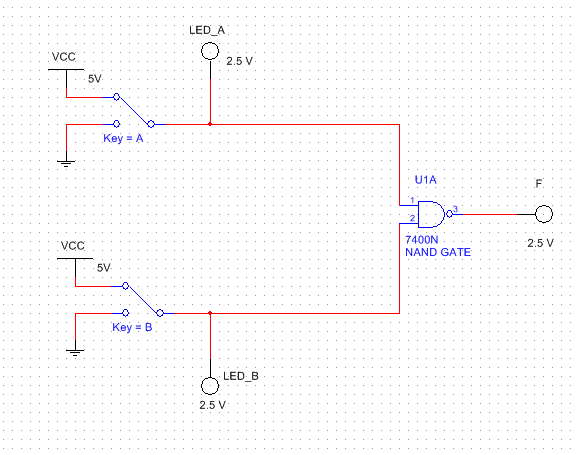 LED_A
VCC
2.5 V
5V
Key = A
U1A
F
1
3
2
7400N
NAND GATE
2.5 V
VCC
5V
Key = B
LED_B
2.5 V